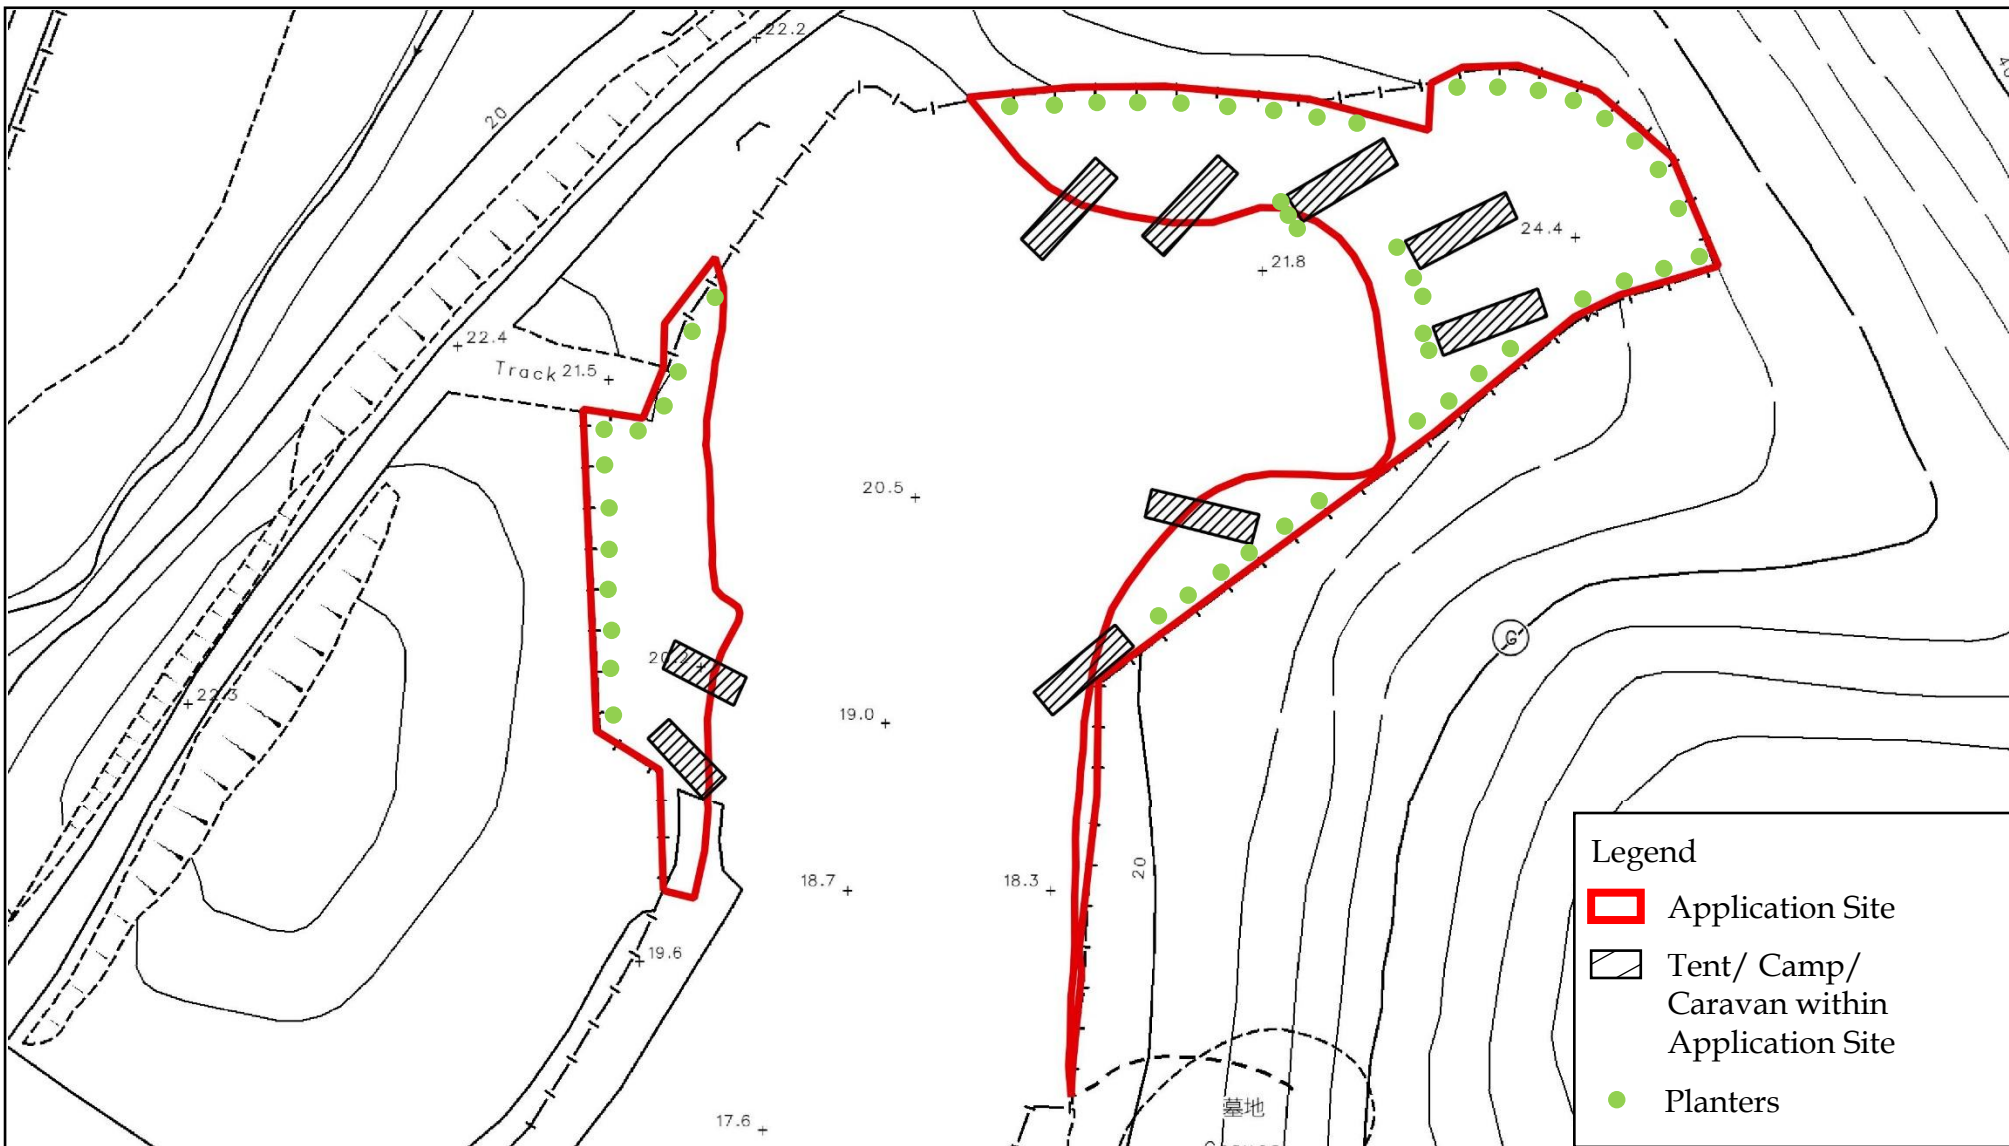 22.2
20
24.4
21.8
22.4
Track 21.5
20.5
22.3
19.0
G
18.7
18.3
20
19.6
17.6
墓地
Legend
Application Site
Tent/ Camp/
Caravan within
Application Site
Planters